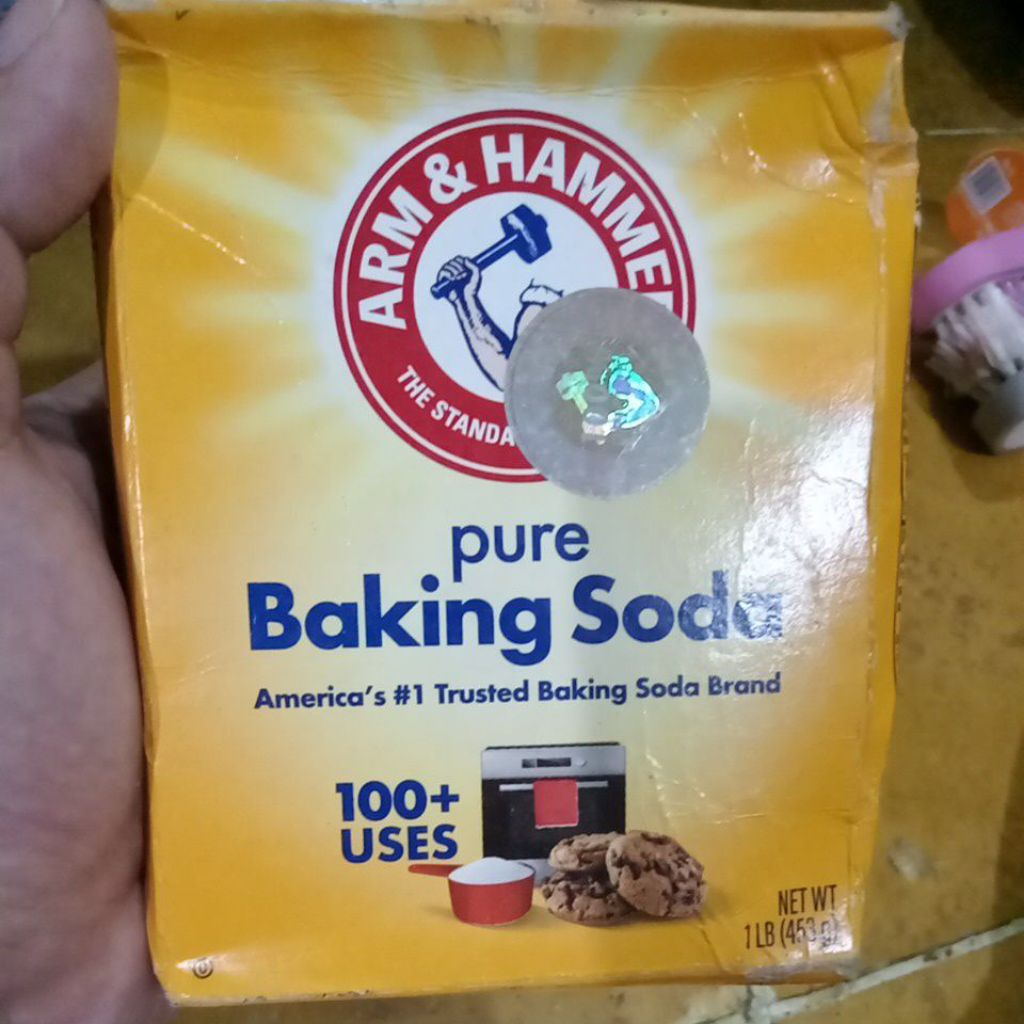 ARM & HAMMER
THE STANDA
pure
Baking Soda
America's #1 Trusted Baking Soda Brand
100+
USES
NET WT
1 LB (453 g)
U